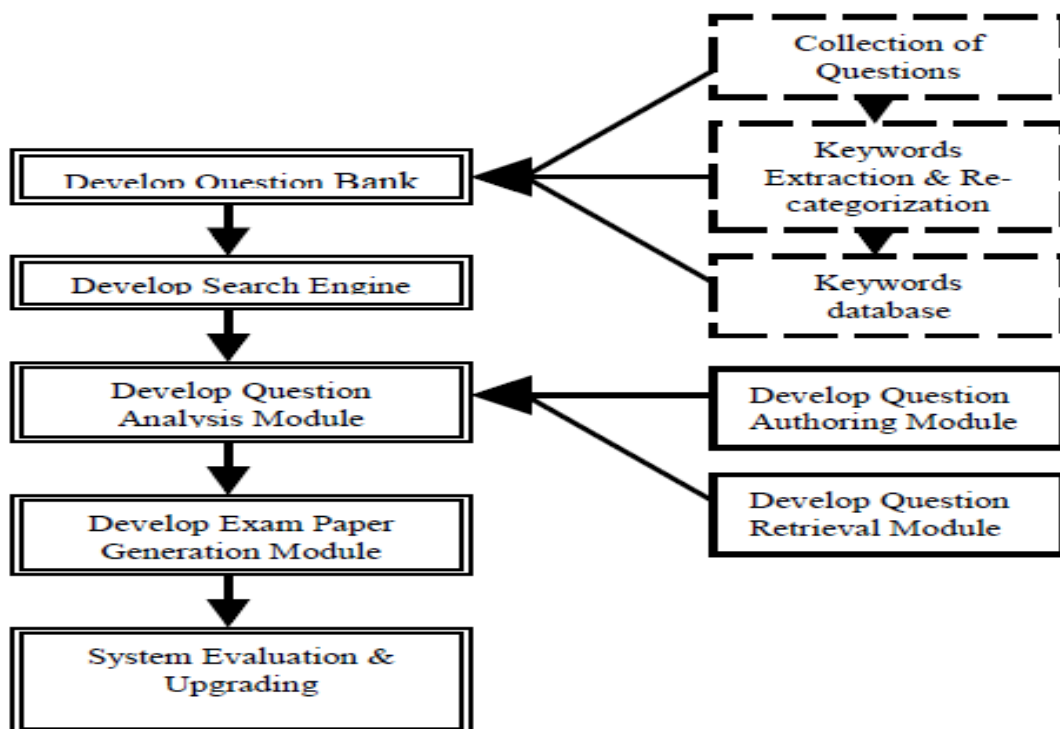 Collection of
Questions
Keywords
Extraction & Re-
categorization
Keywords
database
Develop Question Bank
Develop Search Engine
Develop Question
Analysis Module
Develop Exam Paper
Generation Module
System Evaluation &
Upgrading
Develop Question
Authoring Module
Develop Question
Retrieval Module